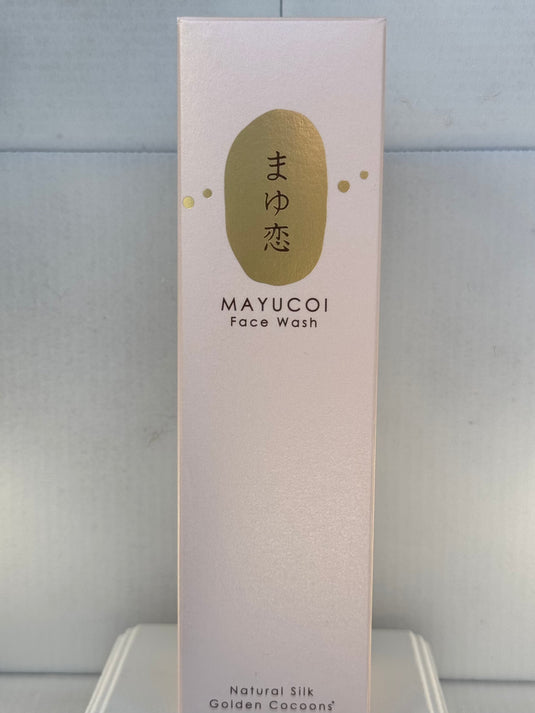 まゆ恋
MAYUCOI
Face Wash
Natural Silk
Golden Cocoons'